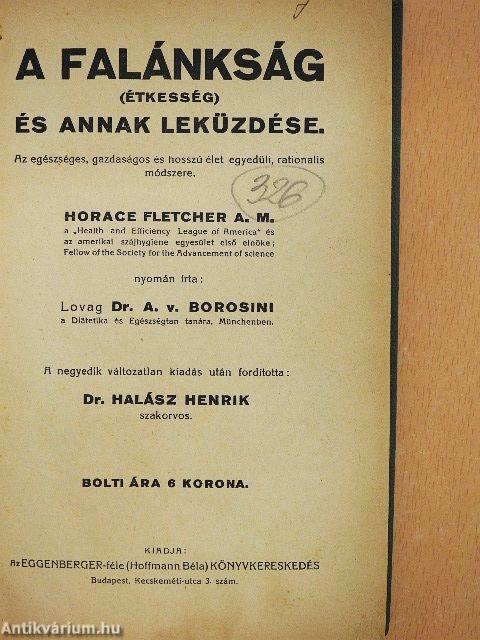 A FALÁNKSÁG
(ÉTKESSÉG)
ÉS ANNAK LEKÜZDÉSE.
Az egészséges, gazdaságos és hosszú élet egyedüli, rationalis
módszere.
326
HORACE FLETCHER A. M.
a „Health and Efficiency League of America" és
az amerikai szájhygiene egyesület első elnöke;
Fellow of the Society for the Advancement of science
nyomán írta:
Lovag Dr. A. v. BOROSINI
a Diätetika és Egészségtan tanára, Münchenben.
A negyedik változatlan kiadás után fordította:
Dr. HALÁSZ HENRIK
szakorvos.
BOLTI ÁRA 6 KORONA.
KIADJA:
Az EGGENBERGER-féle (Hoffmann Béla) KÖNYVKERESKEDÉS
Budapest, Kecskeméti-utca 3. szám.
Antikvárium.hu